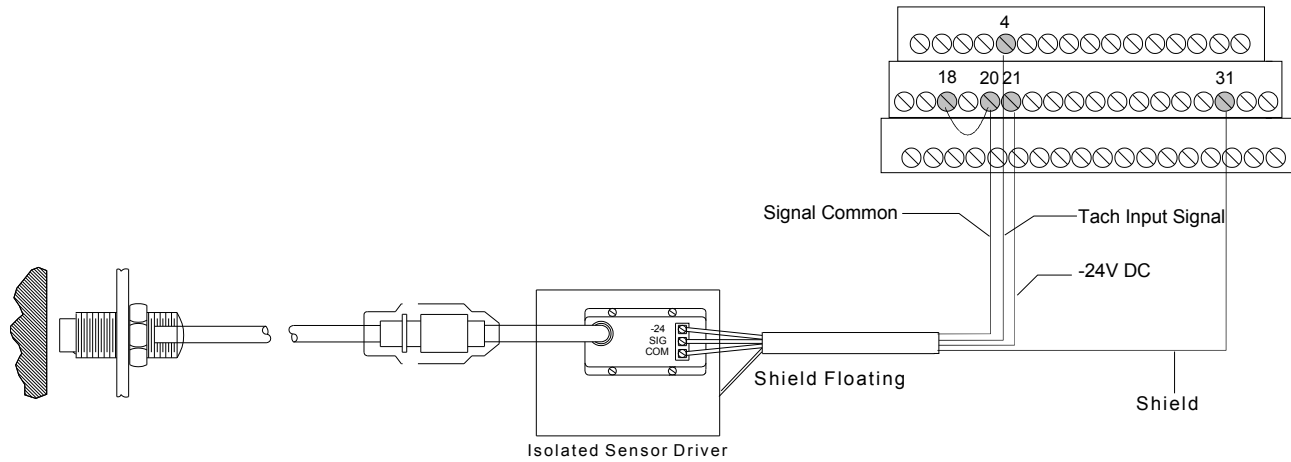 4
18 20 21 31
Signal Common
Tach Input Signal
-24V DC
-24
SIG
COM
Shield Floating
Shield
Isolated Sensor Driver